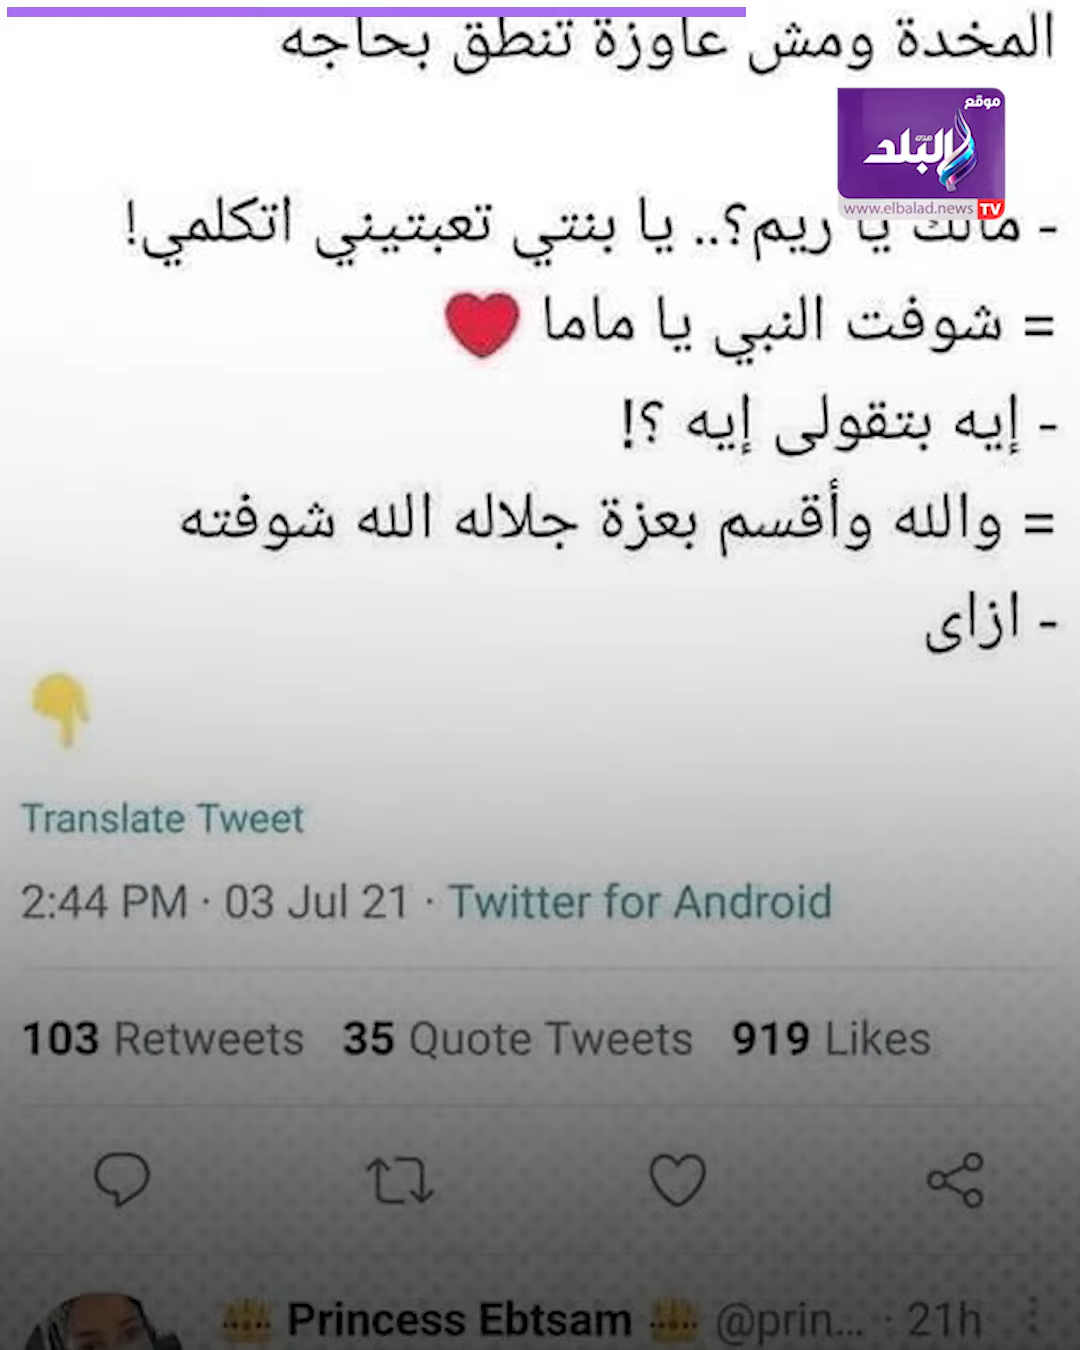 المخدة ومش عاوزة تنطق بحاجه
موقع
صدى البلد
www.elbalad.news TV
- مالك يا ريم؟.. يا بنتي تعبتيني اتكلمي!
= شوفت النبي يا ماما ❤️
- إيه بتقولى إيه ؟!
= والله وأقسم بعزة جلاله الله شوفته
- ازاى
👇
Translate Tweet
2:44 PM · 03 Jul 21 · Twitter for Android
103 Retweets 35 Quote Tweets 919 Likes
👑 Princess Ebtsam 👑 @prin... · 21h